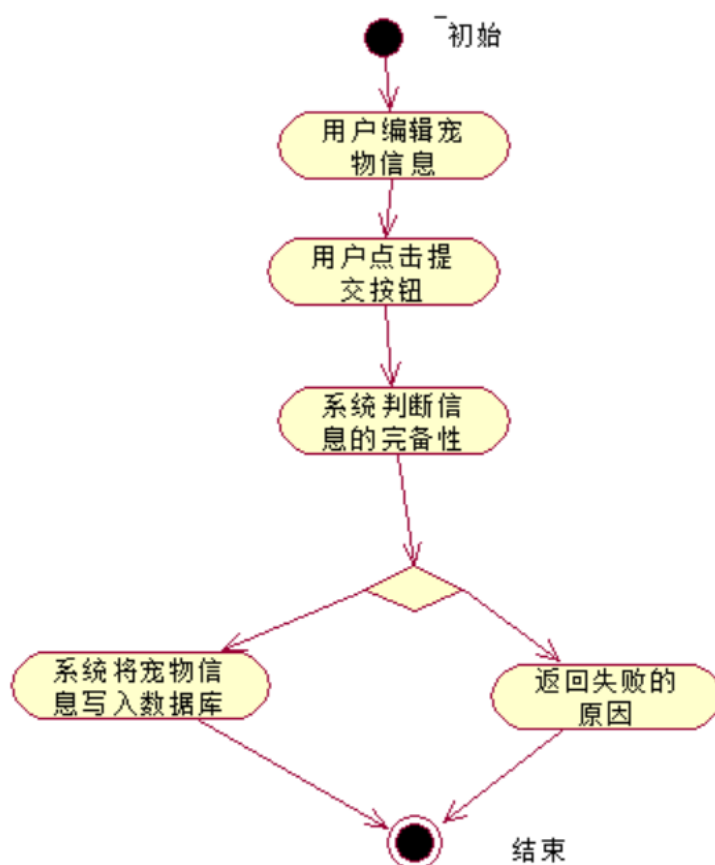 初始
用户编辑宠
物信息
用户点击提
交按钮
系统判断信
息的完备性
系统将宠物信
息写入数据库
返回失败的
原因
结束